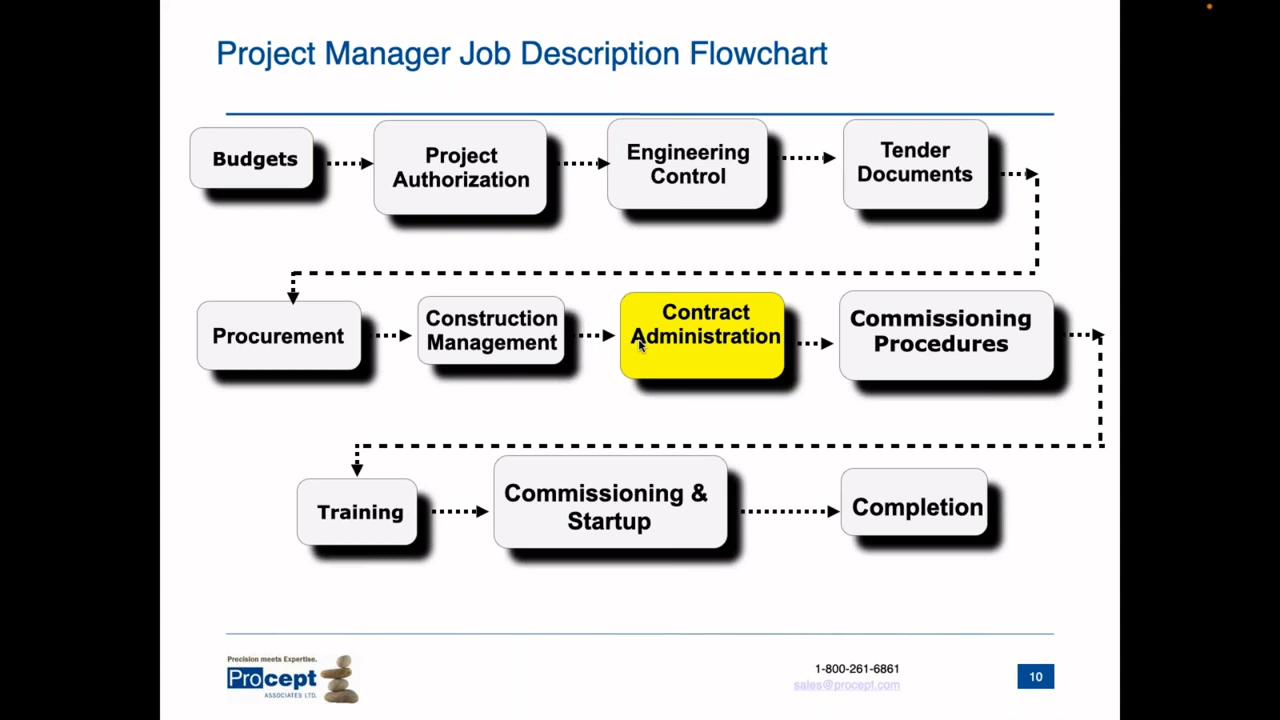 Project Manager Job Description Flowchart
Budgets
Project
Authorization
Engineering
Control
Tender
Documents
Procurement
Construction
Management
Contract
Administration
Commissioning
Procedures
Training
Commissioning &
Startup
Completion
Precision meets Expertise.
Procept
ASSOCIATES LTD.
1-800-261-6861
sales@procept.com
10